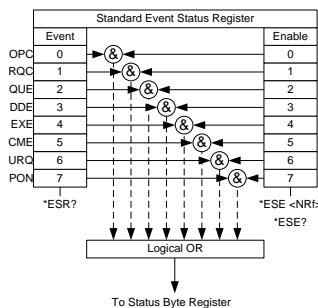 Standard Event Status Register
Event Enable
OPC 0 & 0
RQC 1 & 1
QUE 2 & 2
DDE 3 & 3
EXE 4 & 4
CME 5 & 5
URQ 6 & 6
PON 7 & 7
*ESR? *ESE <NRf>
*ESE?
Logical OR
To Status Byte Register